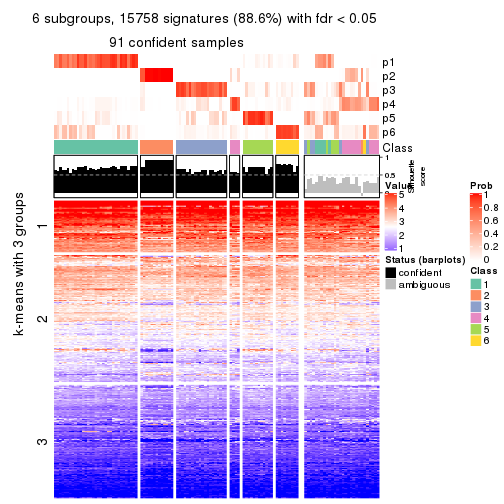 6 subgroups, 15758 signatures (88.6%) with fdr < 0.05
91 confident samples
p1
p2
p3
p4
p5
p6
Class
1
0.5
0
Silhouette
score
k-means with 3 groups
1
2
3
Value
5
4
3
2
1
Status (barplots)
confident
ambiguous
Prob
1
0.8
0.6
0.4
0.2
0
Class
1
2
3
4
5
6